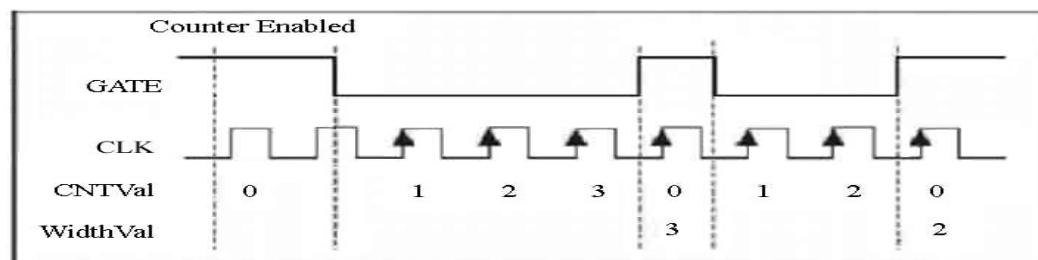 Counter Enabled
GATE
CLK
CNTVal 0 1 2 3 0 1 2 0
WidthVal 3 2